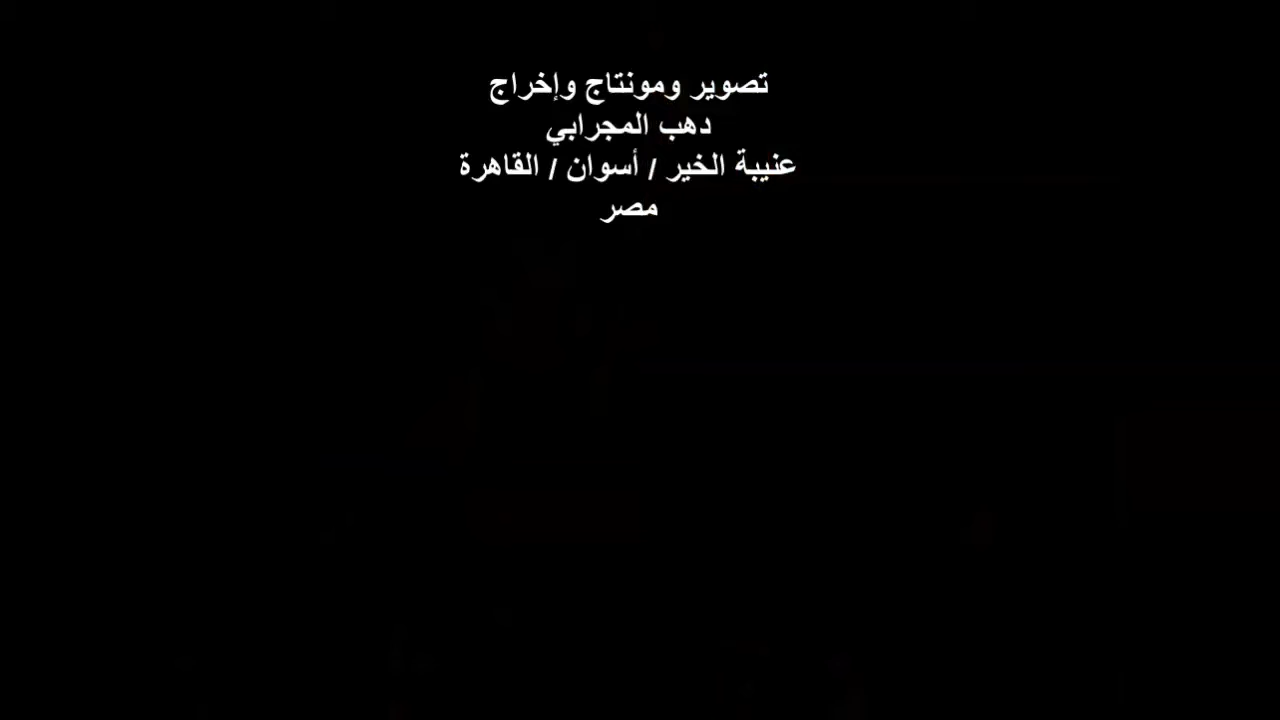 تصوير ومونتاج وإخراج
دهب المجرابي
عنيبة الخير / أسوان / القاهرة
مصر